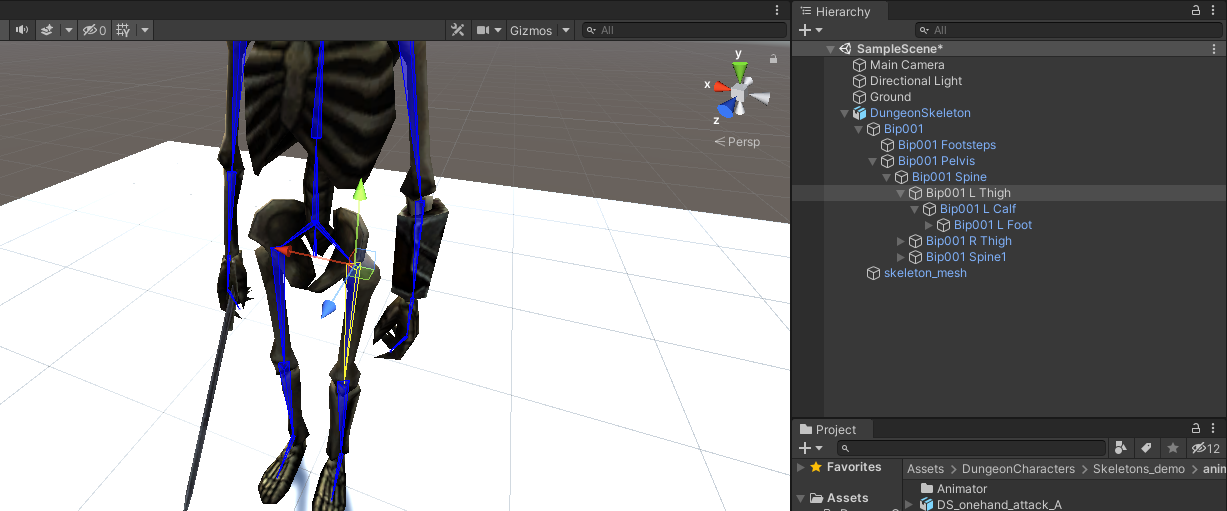 0
Gizmos
All
y
x
z
Persp
Hierarchy
All
SampleScene*
Main Camera
Directional Light
Ground
DungeonSkeleton
Bip001
Bip001 Footsteps
Bip001 Pelvis
Bip001 Spine
Bip001 L Thigh
Bip001 L Calf
Bip001 L Foot
Bip001 R Thigh
Bip001 Spine1
skeleton_mesh
Project
12
Favorites
Assets
Assets > DungeonCharacters > Skeletons_demo > anim
Animator
DS_onehand_attack_A